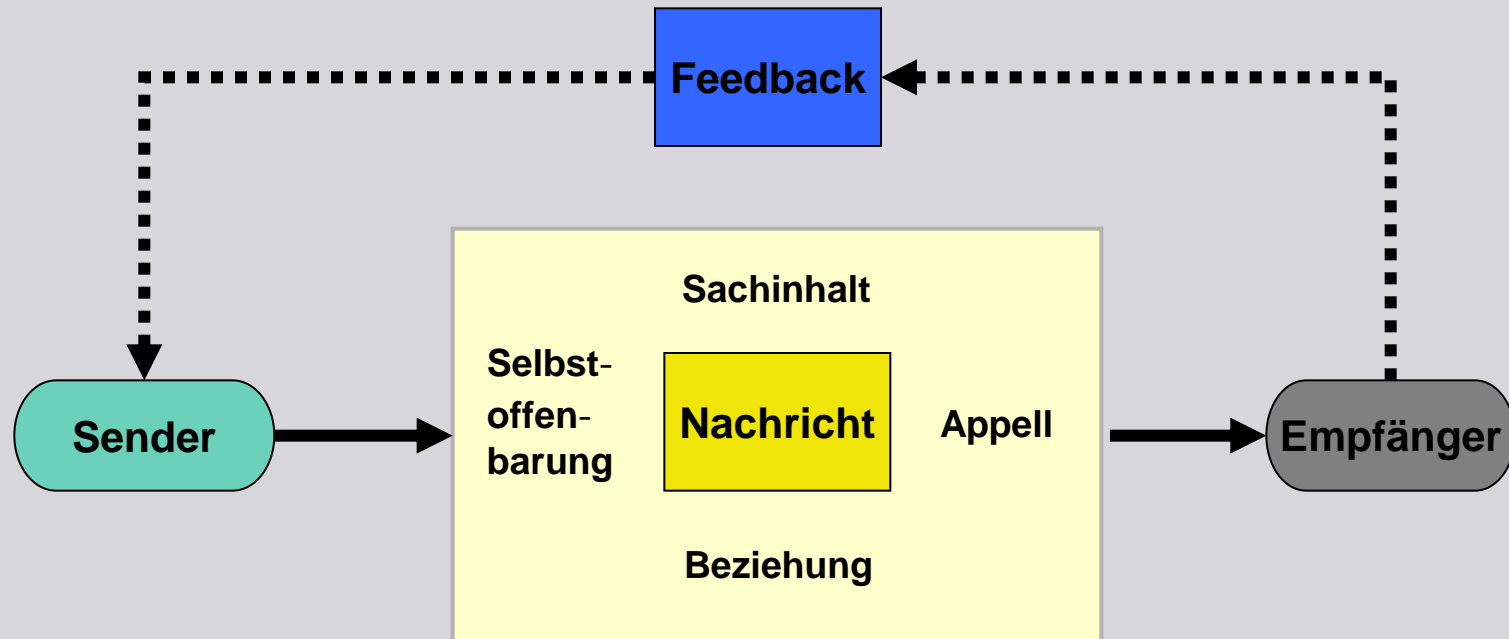 Feedback
Sachinhalt
Selbst-
offen-
barung
Nachricht
Appell
Sender
Empfänger
Beziehung